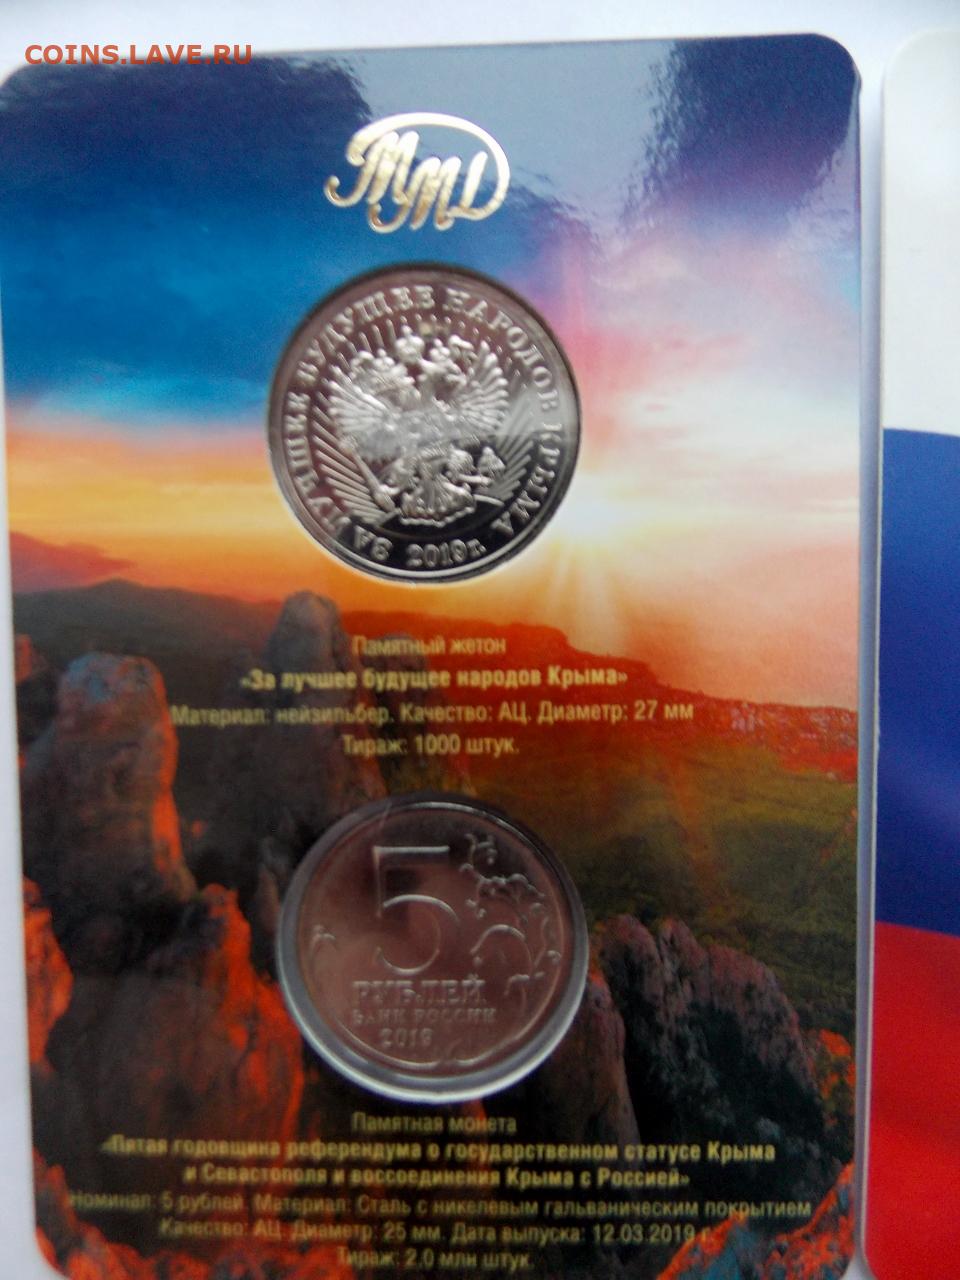 COINS.LAVE.RU
ММД
ЗА ЛУЧШЕЕ БУДУЩЕЕ НАРОДОВ КРЫМА
2019г.
Памятный жетон
«За лучшее будущее народов Крыма»
Материал: нейзильбер. Качество: АЦ. Диаметр: 27 мм
Тираж: 1000 штук.
5
РУБЛЕЙ
БАНК РОССИИ
2019
Памятная монета
«Пятая годовщина референдума о государственном статусе Крыма
и Севастополя и воссоединения Крыма с Россией»
Номинал: 5 рублей. Материал: Сталь с никелевым гальваническим покрытием
Качество: АЦ. Диаметр: 25 мм. Дата выпуска: 12.03.2019 г.
Тираж: 2.0 млн штук.